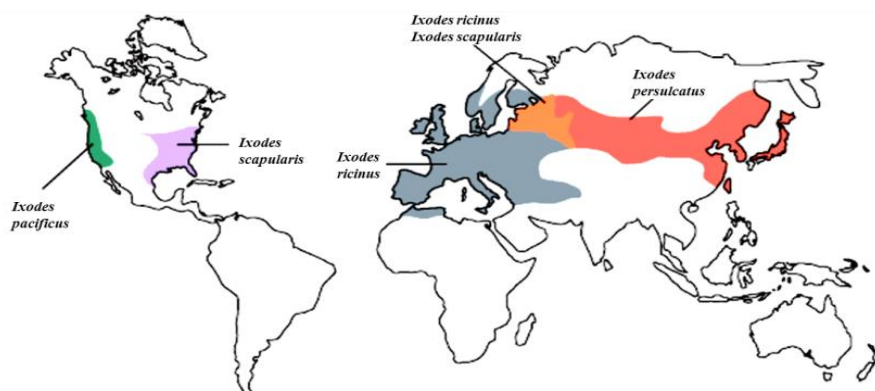 Ixodes ricinus
Ixodes scapularis
Ixodes
persulcatus
Ixodes
scapularis
Ixodes
ricinus
Ixodes
pacificus